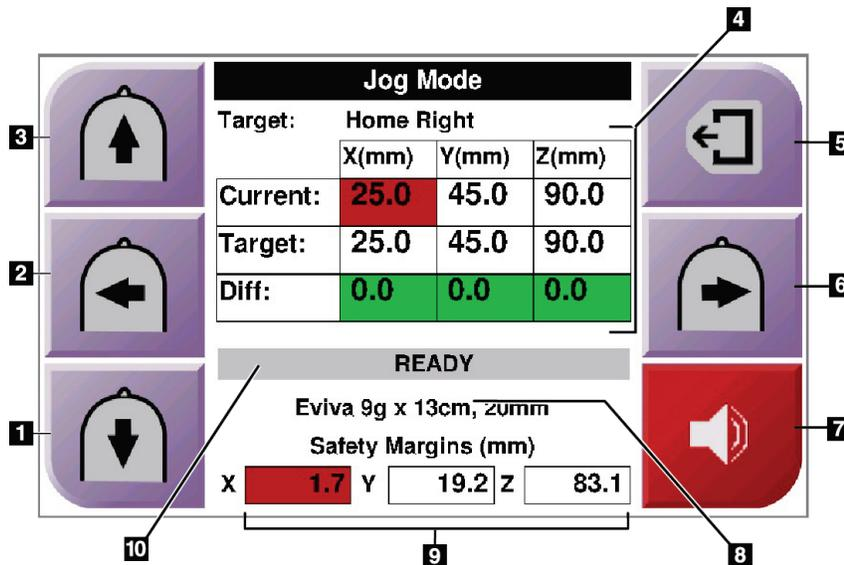 4
Jog Mode
Target: Home Right
X(mm) Y(mm) Z(mm)
Current: 25.0 45.0 90.0
Target: 25.0 45.0 90.0
Diff: 0.0 0.0 0.0
READY
Eviva 9g x 13cm, 20mm
Safety Margins (mm)
X 1.7 Y 19.2 Z 83.1
3
2
1
5
6
7
10
9
8